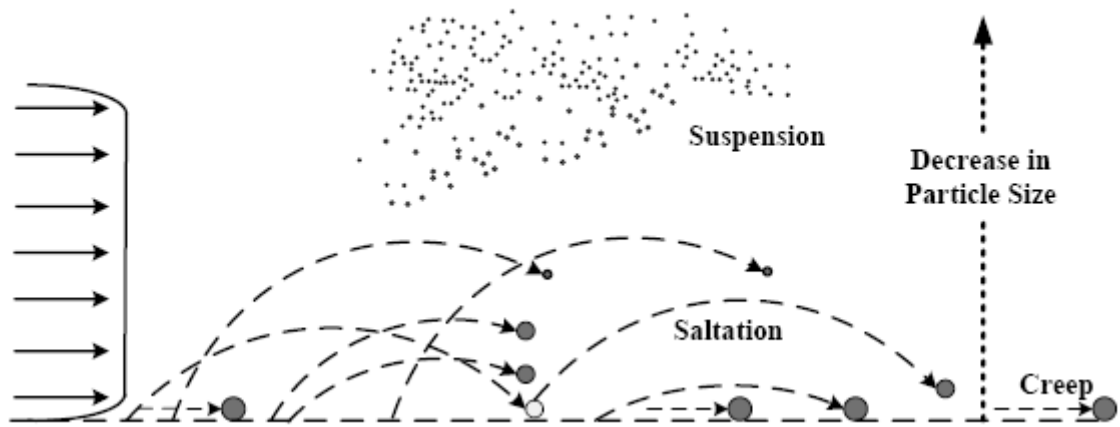 Suspension
Decrease in
Particle Size
Saltation
Creep